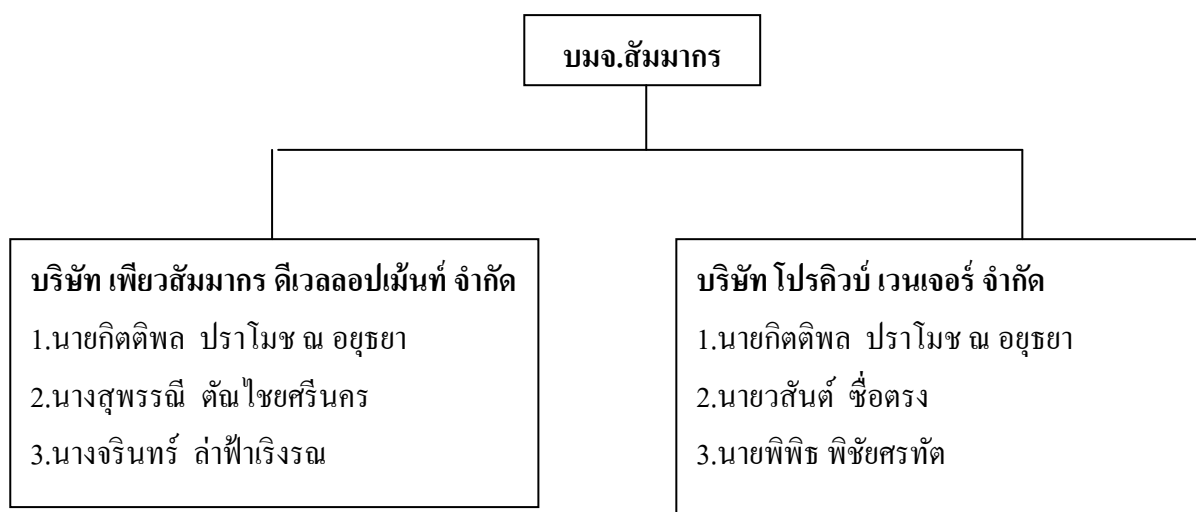 บมจ.สัมมากร
บริษัท เพียวสัมมากร ดีเวลลอปเม้นท์ จำกัด
1.นายกิตติพล ปราโมช ณ อยุธยา
2.นางสุพรรณี ตัณไชยศรีนคร
3.นางจรินทร์ ล่าฟ้าเริงรณ
บริษัท โปรคิวบ์ เวนเจอร์ จำกัด
1.นายกิตติพล ปราโมช ณ อยุธยา
2.นายวสันต์ ซื่อตรง
3.นายพิพิธ พิชัยศรทัต